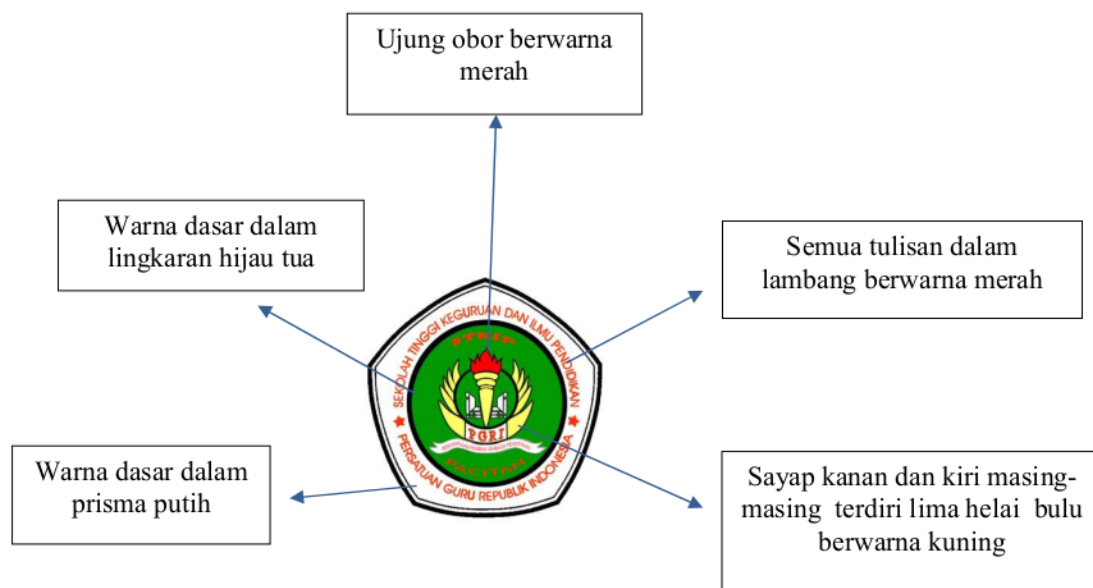 Ujung obor berwarna
merah
Warna dasar dalam
lingkaran hijau tua
Semua tulisan dalam
lambang berwarna merah
SEKOLAH TINGGI KEGURUAN DAN ILMU PENDIDIKAN
STKIP
PGRI
PACITAN
PERSATUAN GURU REPUBLIK INDONESIA
Warna dasar dalam
prisma putih
Sayap kanan dan kiri masing-
masing terdiri lima helai bulu
berwarna kuning